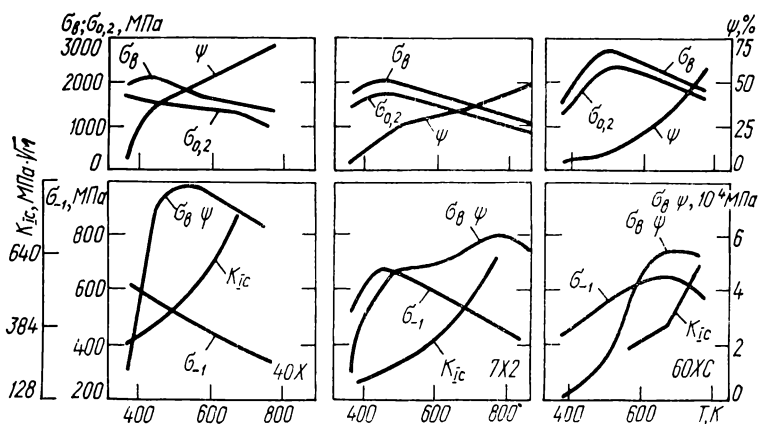 σв; σ0,2, МПа
ψ, %
3000
2000
1000
0
σв
ψ
σ0,2
σв
σ0,2
ψ
σв
σ0,2
ψ
75
50
25
0
KIc, МПа·√м
σ-1, МПа
σв ψ, 10⁴ МПа
640
384
128
800
600
400
200
σв ψ
KIc
σ-1
40Х
σв ψ
σ-1
KIc
7Х2
σв ψ
σ-1
KIc
60ХС
6
4
2
0
400 600 800
400 600 800
400 600 Т, К